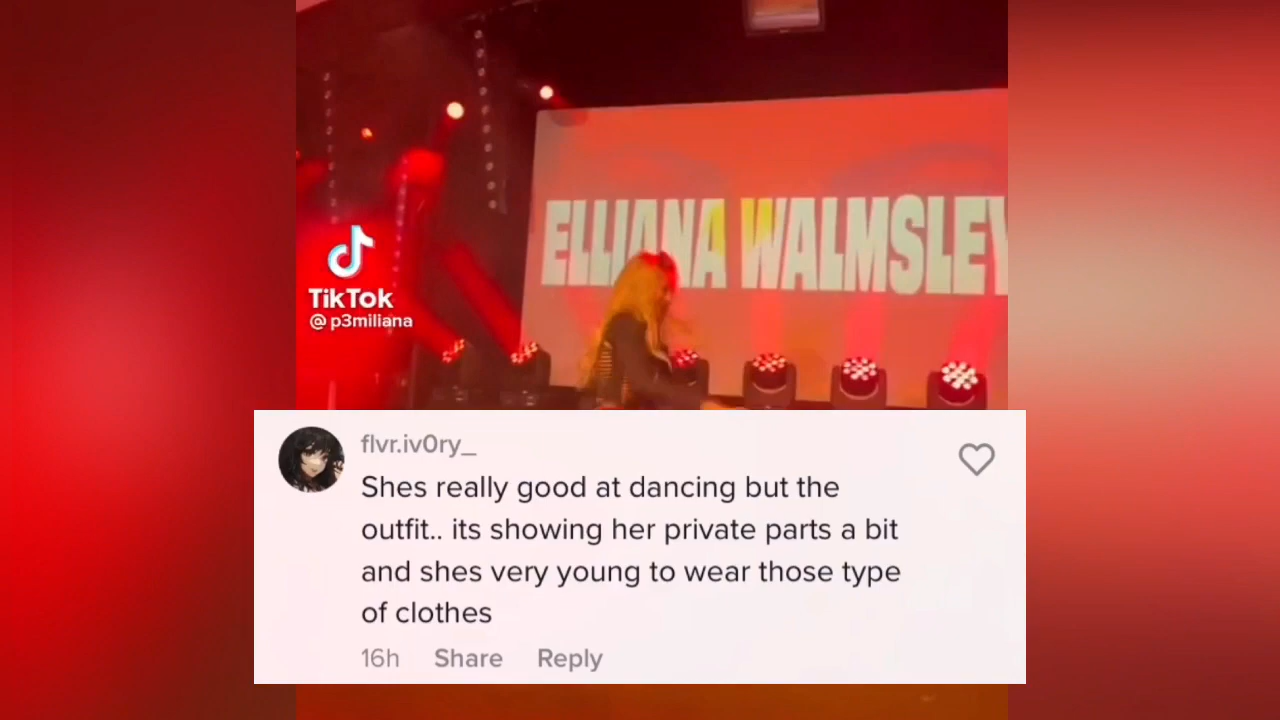 ELLIANA WALMSLEY
TikTok
@ p3miliana
flvr.iv0ry_
Shes really good at dancing but the
outfit.. its showing her private parts a bit
and shes very young to wear those type
of clothes
16h Share Reply